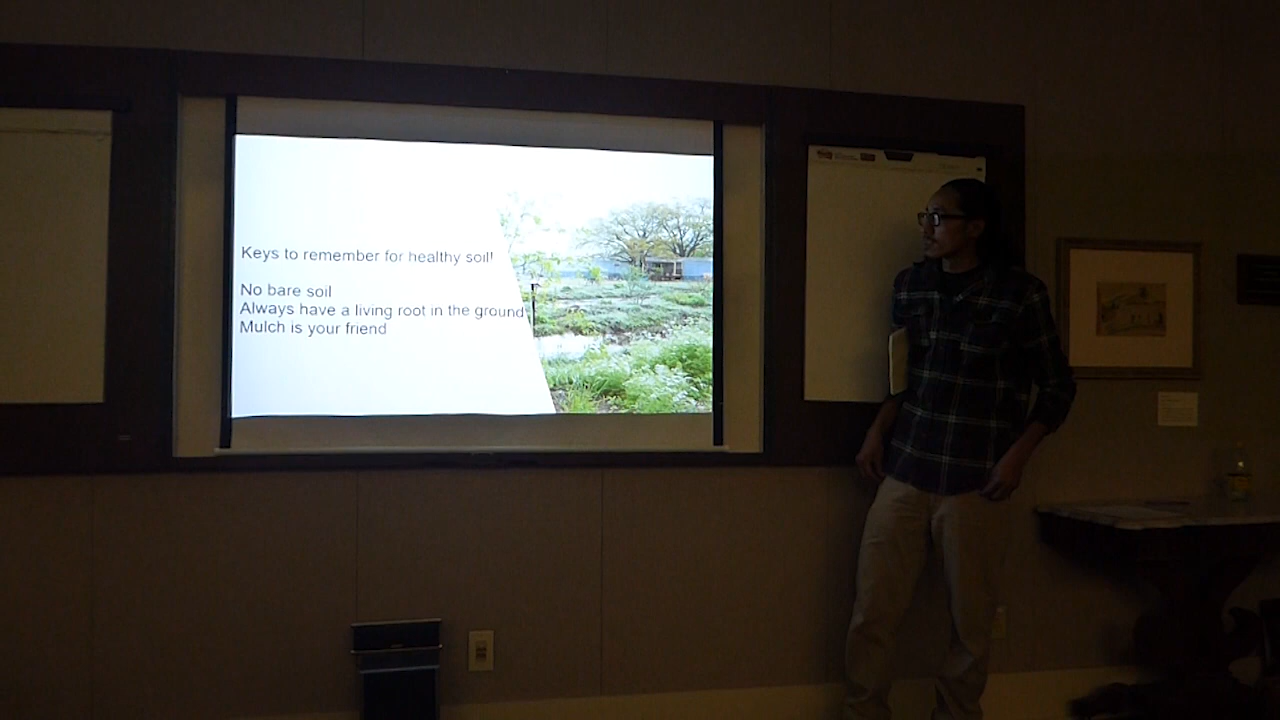 Keys to remember for healthy soil!
No bare soil
Always have a living root in the ground
Mulch is your friend